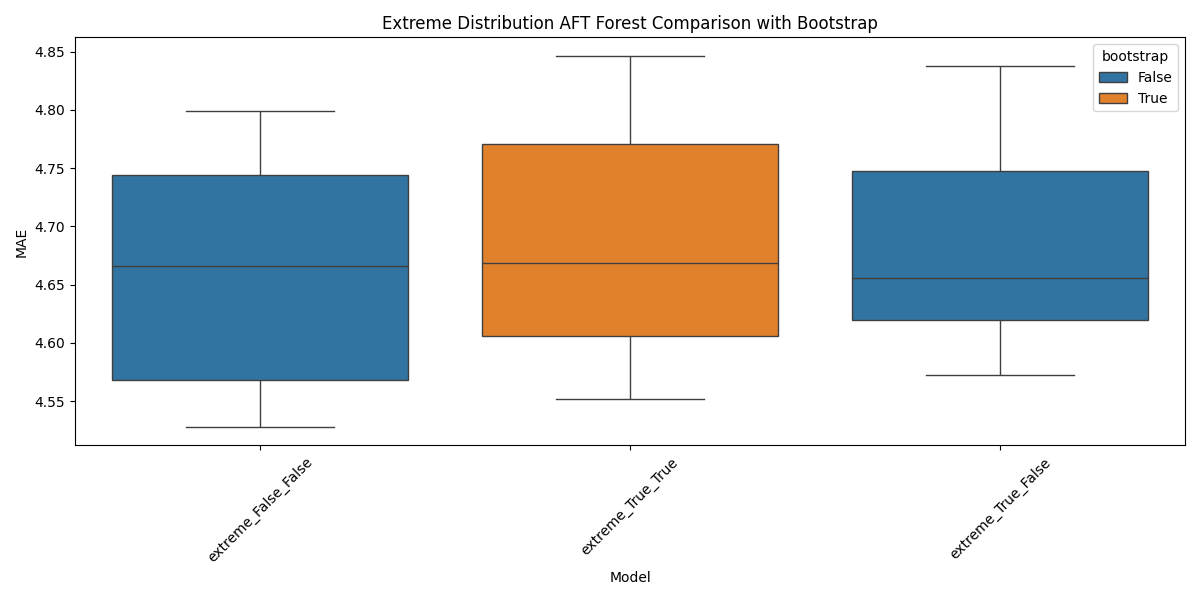 Extreme Distribution AFT Forest Comparison with Bootstrap
MAE
4.85
4.80
4.75
4.70
4.65
4.60
4.55
bootstrap
False
True
extreme_False_False
extreme_True_True
extreme_True_False
Model